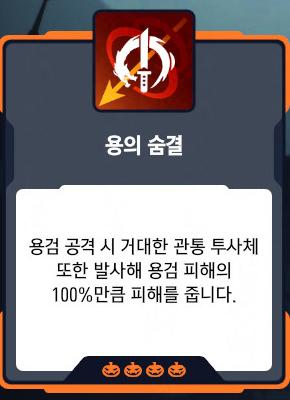 용의 숨결
용검 공격 시 거대한 관통 투사체
또한 발사해 용검 피해의
100%만큼 피해를 줍니다.